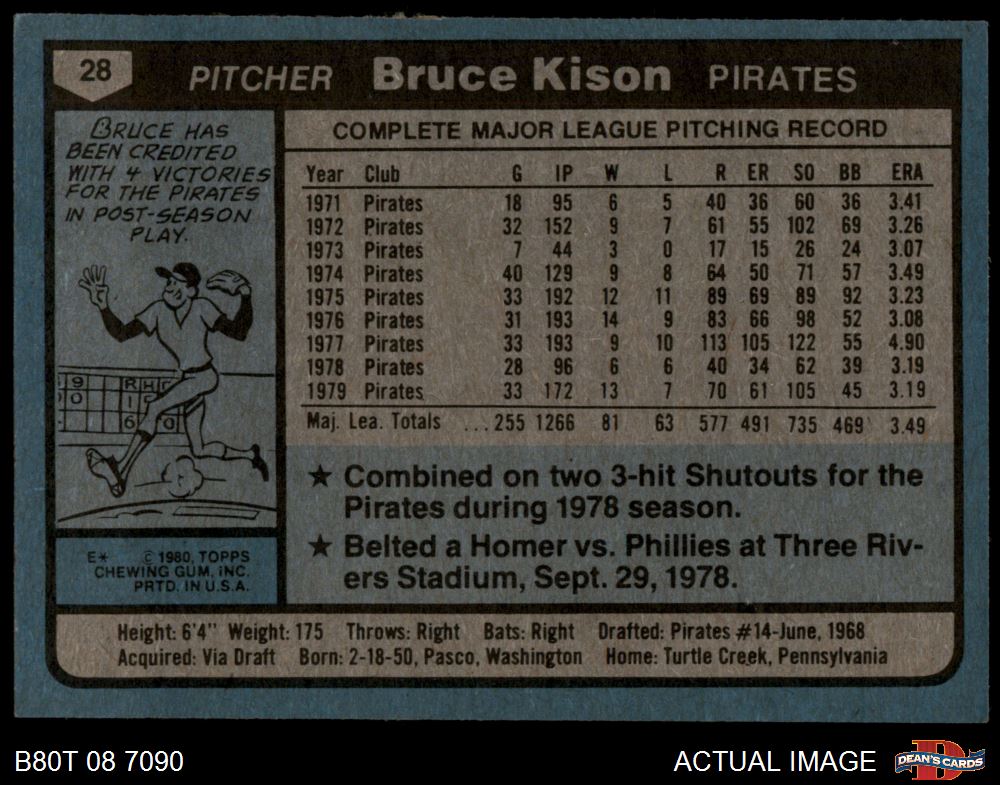 28 PITCHER Bruce Kison PIRATES
BRUCE HAS
BEEN CREDITED
WITH 4 VICTORIES
FOR THE PIRATES
IN POST-SEASON
PLAY.
9 R H
0 1
6 0
E* © 1980, TOPPS
CHEWING GUM, INC.
PRTD. IN U.S.A.
COMPLETE MAJOR LEAGUE PITCHING RECORD
Year Club G IP W L R ER SO BB ERA
1971 Pirates 18 95 6 5 40 36 60 36 3.41
1972 Pirates 32 152 9 7 61 55 102 69 3.26
1973 Pirates 7 44 3 0 17 15 26 24 3.07
1974 Pirates 40 129 9 8 64 50 71 57 3.49
1975 Pirates 33 192 12 11 89 69 89 92 3.23
1976 Pirates 31 193 14 9 83 66 98 52 3.08
1977 Pirates 33 193 9 10 113 105 122 55 4.90
1978 Pirates 28 96 6 6 40 34 62 39 3.19
1979 Pirates 33 172 13 7 70 61 105 45 3.19
Maj. Lea. Totals ... 255 1266 81 63 577 491 735 469 3.49
★ Combined on two 3-hit Shutouts for the
Pirates during 1978 season.
★ Belted a Homer vs. Phillies at Three Riv-
ers Stadium, Sept. 29, 1978.
Height: 6'4" Weight: 175 Throws: Right Bats: Right Drafted: Pirates #14-June, 1968
Acquired: Via Draft Born: 2-18-50, Pasco, Washington Home: Turtle Creek, Pennsylvania
B80T 08 7090 ACTUAL IMAGE DEAN'S CARDS